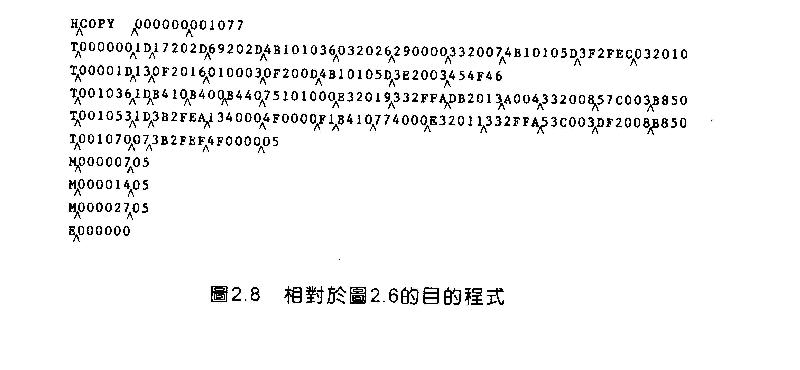 HCOPY 000000001077
T0000001D17202D69202D4B1010360320262900003320074B10105D3F2FEC032010
T00001D130F20160100030F200D4B10105D3E2003454F46
T0010361DB410B400B44075101000E32019332FFADB2013A00433200857C003B850
T0010531D3B2FEA1340004F0000F1B410774000E32011332FFA53C003DF2008B850
T001070073B2FEF4F000005
M00000705
M00001405
M00002705
E000000
圖2.8 相對於圖2.6的目的程式